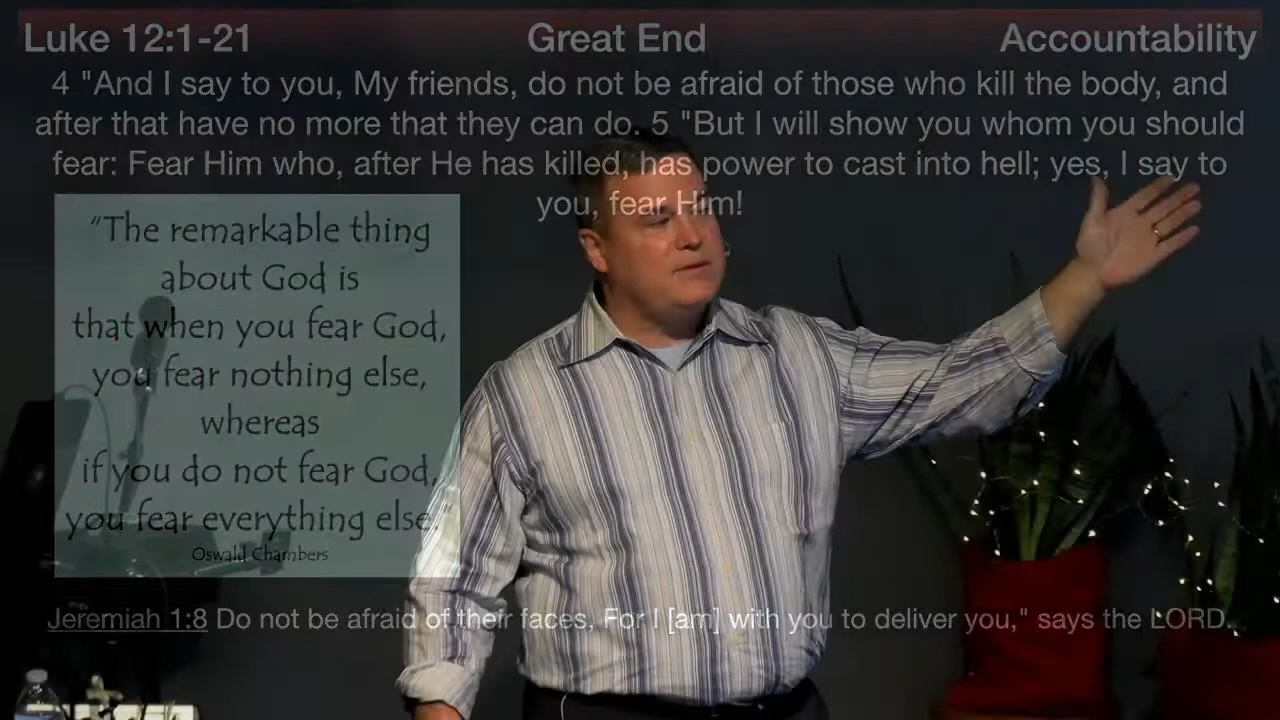 Luke 12:1-21 Great End Accountability
4 "And I say to you, My friends, do not be afraid of those who kill the body, and
after that have no more that they can do. 5 "But I will show you whom you should
fear: Fear Him who, after He has killed, has power to cast into hell; yes, I say to
you, fear Him!
"The remarkable thing
about God is
that when you fear God,
you fear nothing else,
whereas
if you do not fear God,
you fear everything else."
Oswald Chambers
Jeremiah 1:8 Do not be afraid of their faces, For I [am] with you to deliver you," says the LORD.